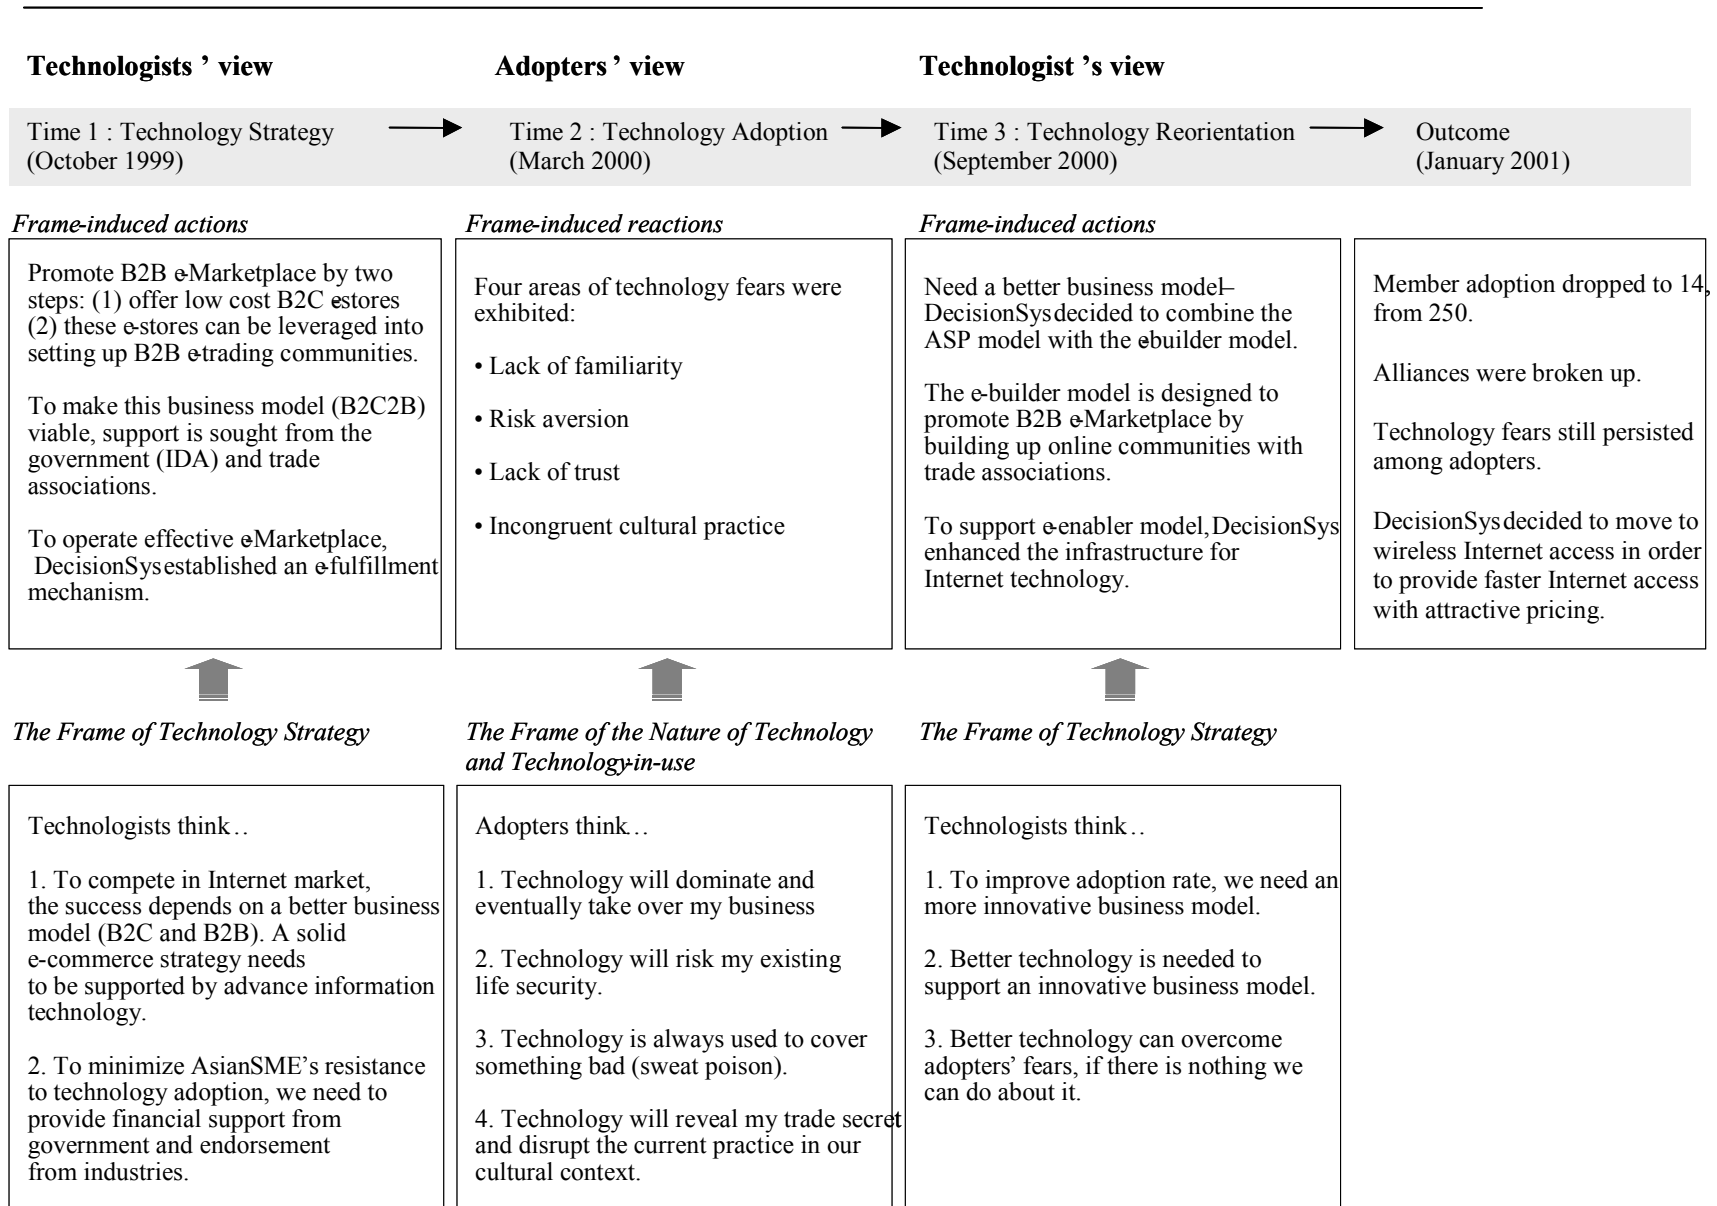 Technologists ’ view
Adopters ’ view
Technologist ’s view
Time 1 : Technology Strategy
(October 1999)
Time 2 : Technology Adoption
(March 2000)
Time 3 : Technology Reorientation
(September 2000)
Outcome
(January 2001)
Frame-induced actions
Promote B2B e-Marketplace by two
steps: (1) offer low cost B2C e-stores
(2) these e-stores can be leveraged into
setting up B2B e-trading communities.
To make this business model (B2C2B)
viable, support is sought from the
government (IDA) and trade
associations.
To operate effective e-Marketplace,
DecisionSys established an e-fulfillment
mechanism.
Frame-induced reactions
Four areas of technology fears were
exhibited:
• Lack of familiarity
• Risk aversion
• Lack of trust
• Incongruent cultural practice
Frame-induced actions
Need a better business model–
DecisionSys decided to combine the
ASP model with the e-builder model.
The e-builder model is designed to
promote B2B e-Marketplace by
building up online communities with
trade associations.
To support e-enabler model, DecisionSys
enhanced the infrastructure for
Internet technology.
Member adoption dropped to 14,
from 250.
Alliances were broken up.
Technology fears still persisted
among adopters.
DecisionSys decided to move to
wireless Internet access in order
to provide faster Internet access
with attractive pricing.
The Frame of Technology Strategy
Technologists think…
1. To compete in Internet market,
the success depends on a better business
model (B2C and B2B). A solid
e-commerce strategy needs
to be supported by advance information
technology.
2. To minimize AsianSME’s resistance
to technology adoption, we need to
provide financial support from
government and endorsement
from industries.
The Frame of the Nature of Technology
and Technology-in-use
Adopters think…
1. Technology will dominate and
eventually take over my business
2. Technology will risk my existing
life security.
3. Technology is always used to cover
something bad (sweat poison).
4. Technology will reveal my trade secret
and disrupt the current practice in our
cultural context.
The Frame of Technology Strategy
Technologists think…
1. To improve adoption rate, we need an
more innovative business model.
2. Better technology is needed to
support an innovative business model.
3. Better technology can overcome
adopters’ fears, if there is nothing we
can do about it.